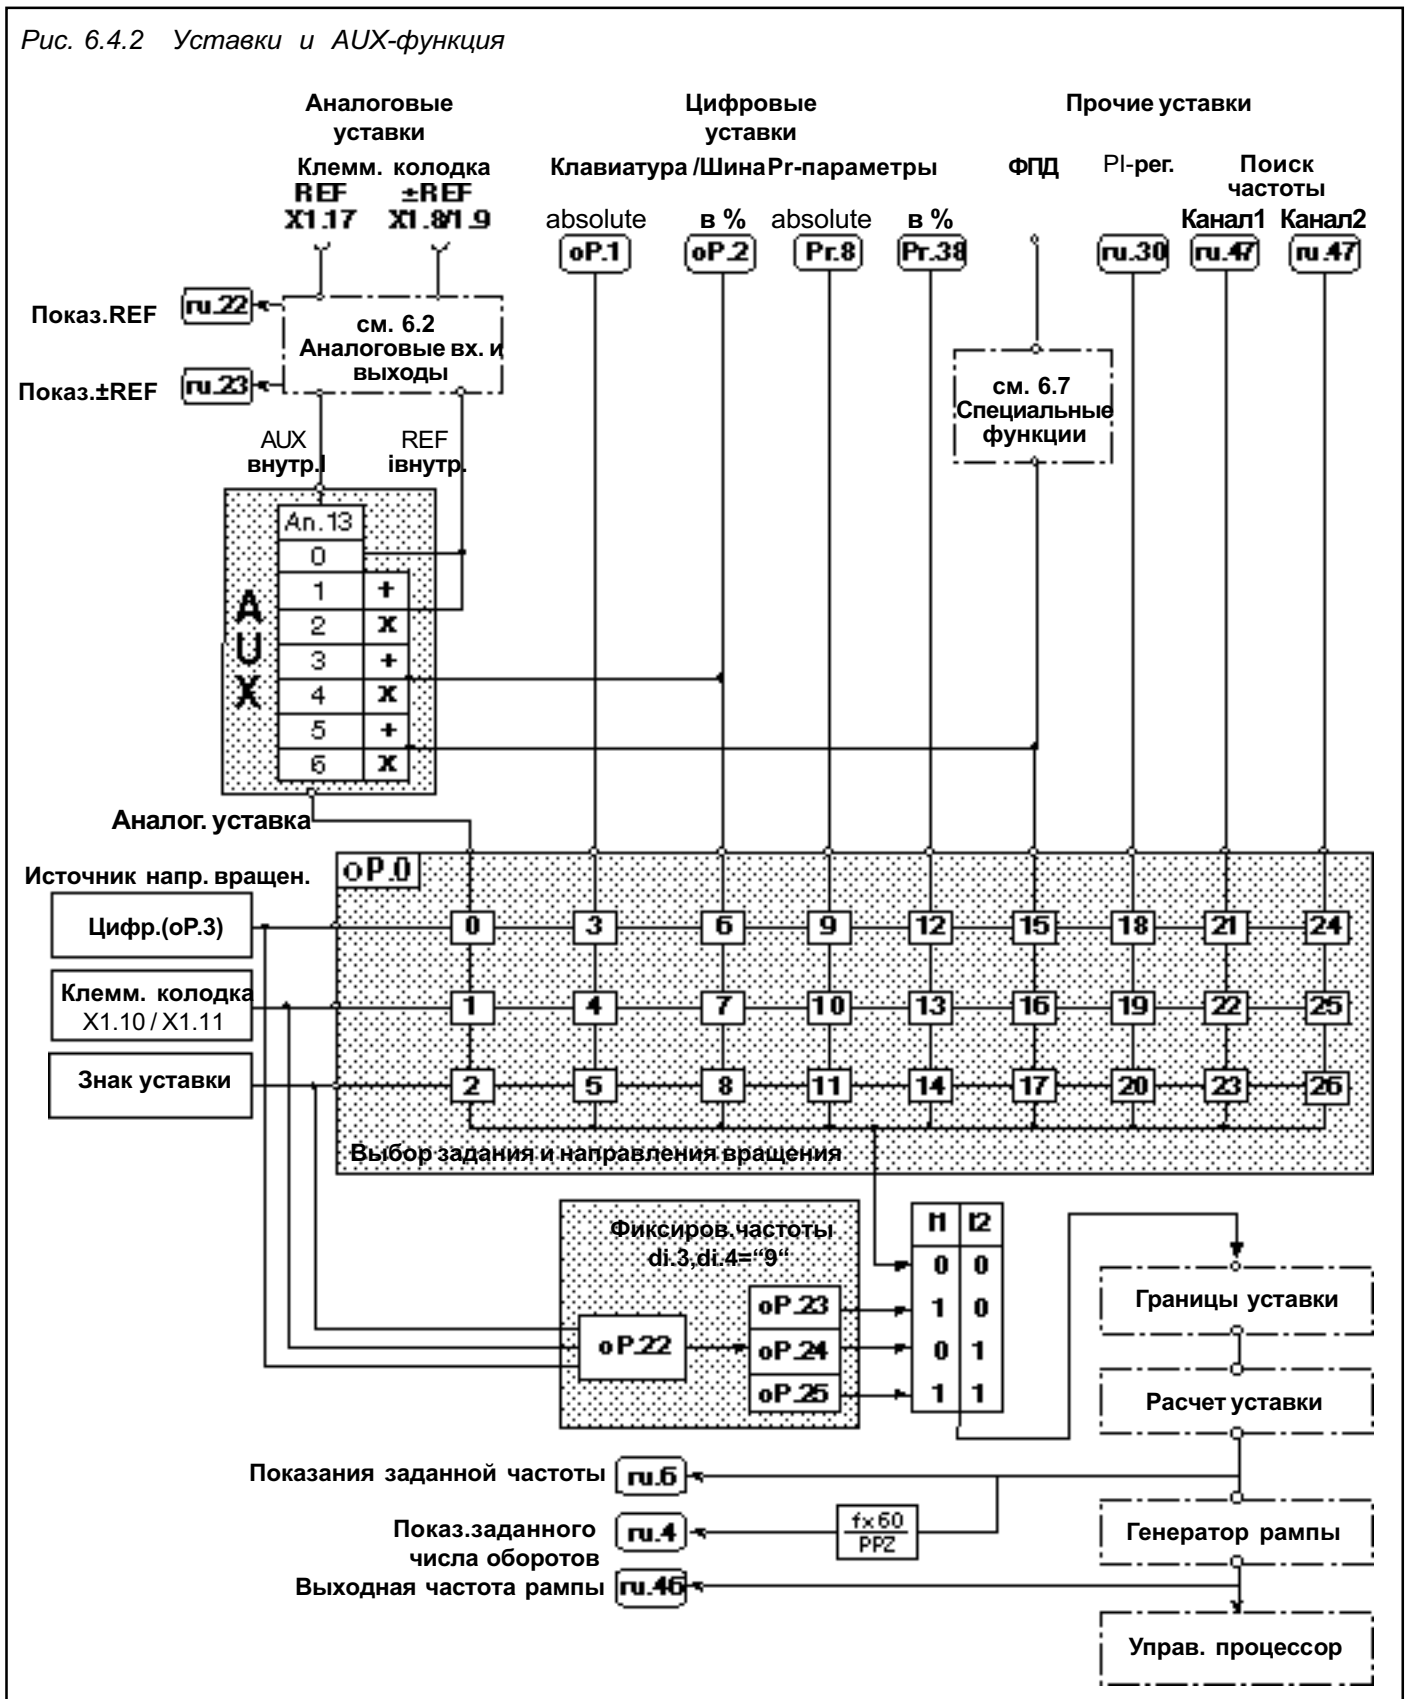 Рис. 6.4.2 Уставки и AUX-функция
Аналоговые уставки
Цифровые уставки
Прочие уставки
Клемм. колодка
Клавиатура /Шина
Pr-параметры
ФПД
PI-рег.
Поиск частоты
REF X1.17
±REF X1.8/1.9
absolute
в %
absolute
в %
Канал1
Канал2
oP.1
oP.2
Pr.8
Pr.38
ru.30
ru.47
ru.47
Показ.REF
ru.22
см. 6.2
Аналоговые вх. и
выходы
Показ.±REF
ru.23
см. 6.7
Специальные
функции
AUX
внутр.l
REF
iвнутр.
AUX
An.13
0
1 +
2 x
3 +
4 x
5 +
6 x
Аналог. уставка
oP.0
Источник напр. вращен.
Цифр.(oP.3)
0 3 6 9 12 15 18 21 24
Клемм. колодка
X1.10 / X1.11
1 4 7 10 13 16 19 22 25
Знак уставки
2 5 8 11 14 17 20 23 26
Выбор задания и направления вращения
Фиксиров.частоты
di.3,di.4=“9“
oP.22
oP.23
oP.24
oP.25
I1 I2
0 0
1 0
0 1
1 1
Границы уставки
Расчет уставки
Показания заданной частоты
ru.6
Показ.заданного
числа оборотов
ru.4
fx60
PPZ
Генератор рампы
Выходная частота рампы
ru.46
Управ. процессор